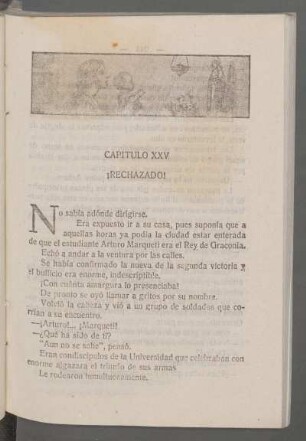 CAPITULO XXV
¡RECHAZADO!
No sabía adónde dirigirse.
Era expuesto ir a su casa, pues suponía que a
aquellas horas ya podía la ciudad estar enterada
de que el estudiante Arturo Marqueti era el Rey de Graconia.
Echó a andar a la ventura por las calles.
Se había confirmado la nueva de la segunda victoria y
el bullicio era enorme, indescriptible.
¡Con cuánta amargura lo presenciaba!
De pronto se oyó llamar a gritos por su nombre.
Volvió la cabeza y vió a un grupo de soldados que co-
rrían a su encuentro.
—¡Arturo!... ¡Marqueti!
—¿Qué ha sido de ti?
"Aun no se sabe", pensó.
Eran condiscípulos de la Universidad que celebraban con
enorme algazara el triunfo de sus armas.
Le rodearon tumultuosamente.